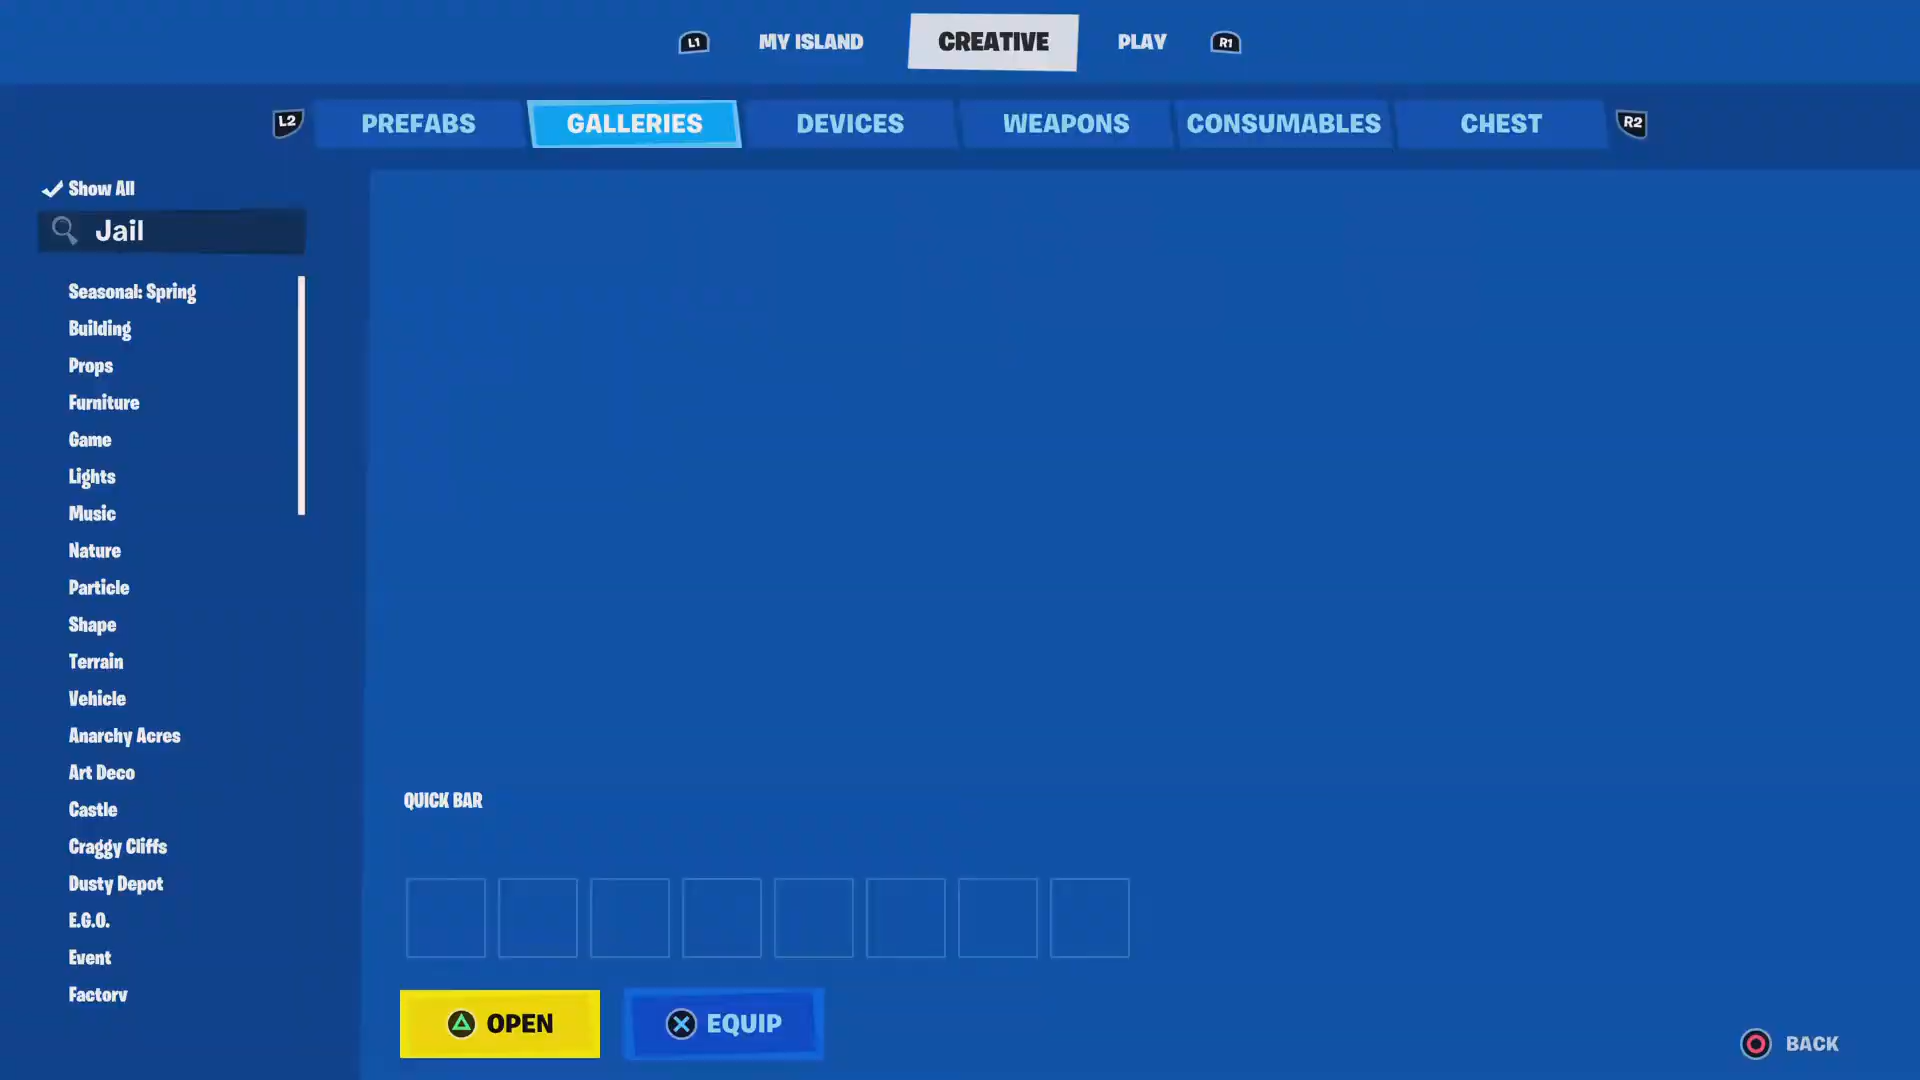 L1 MY ISLAND CREATIVE PLAY R1
L2 PREFABS GALLERIES DEVICES WEAPONS CONSUMABLES CHEST R2
Show All
Jail
Seasonal: Spring
Building
Props
Furniture
Game
Lights
Music
Nature
Particle
Shape
Terrain
Vehicle
Anarchy Acres
Art Deco
Castle
Craggy Cliffs
Dusty Depot
E.G.O.
Event
Factory
QUICK BAR
OPEN EQUIP
BACK